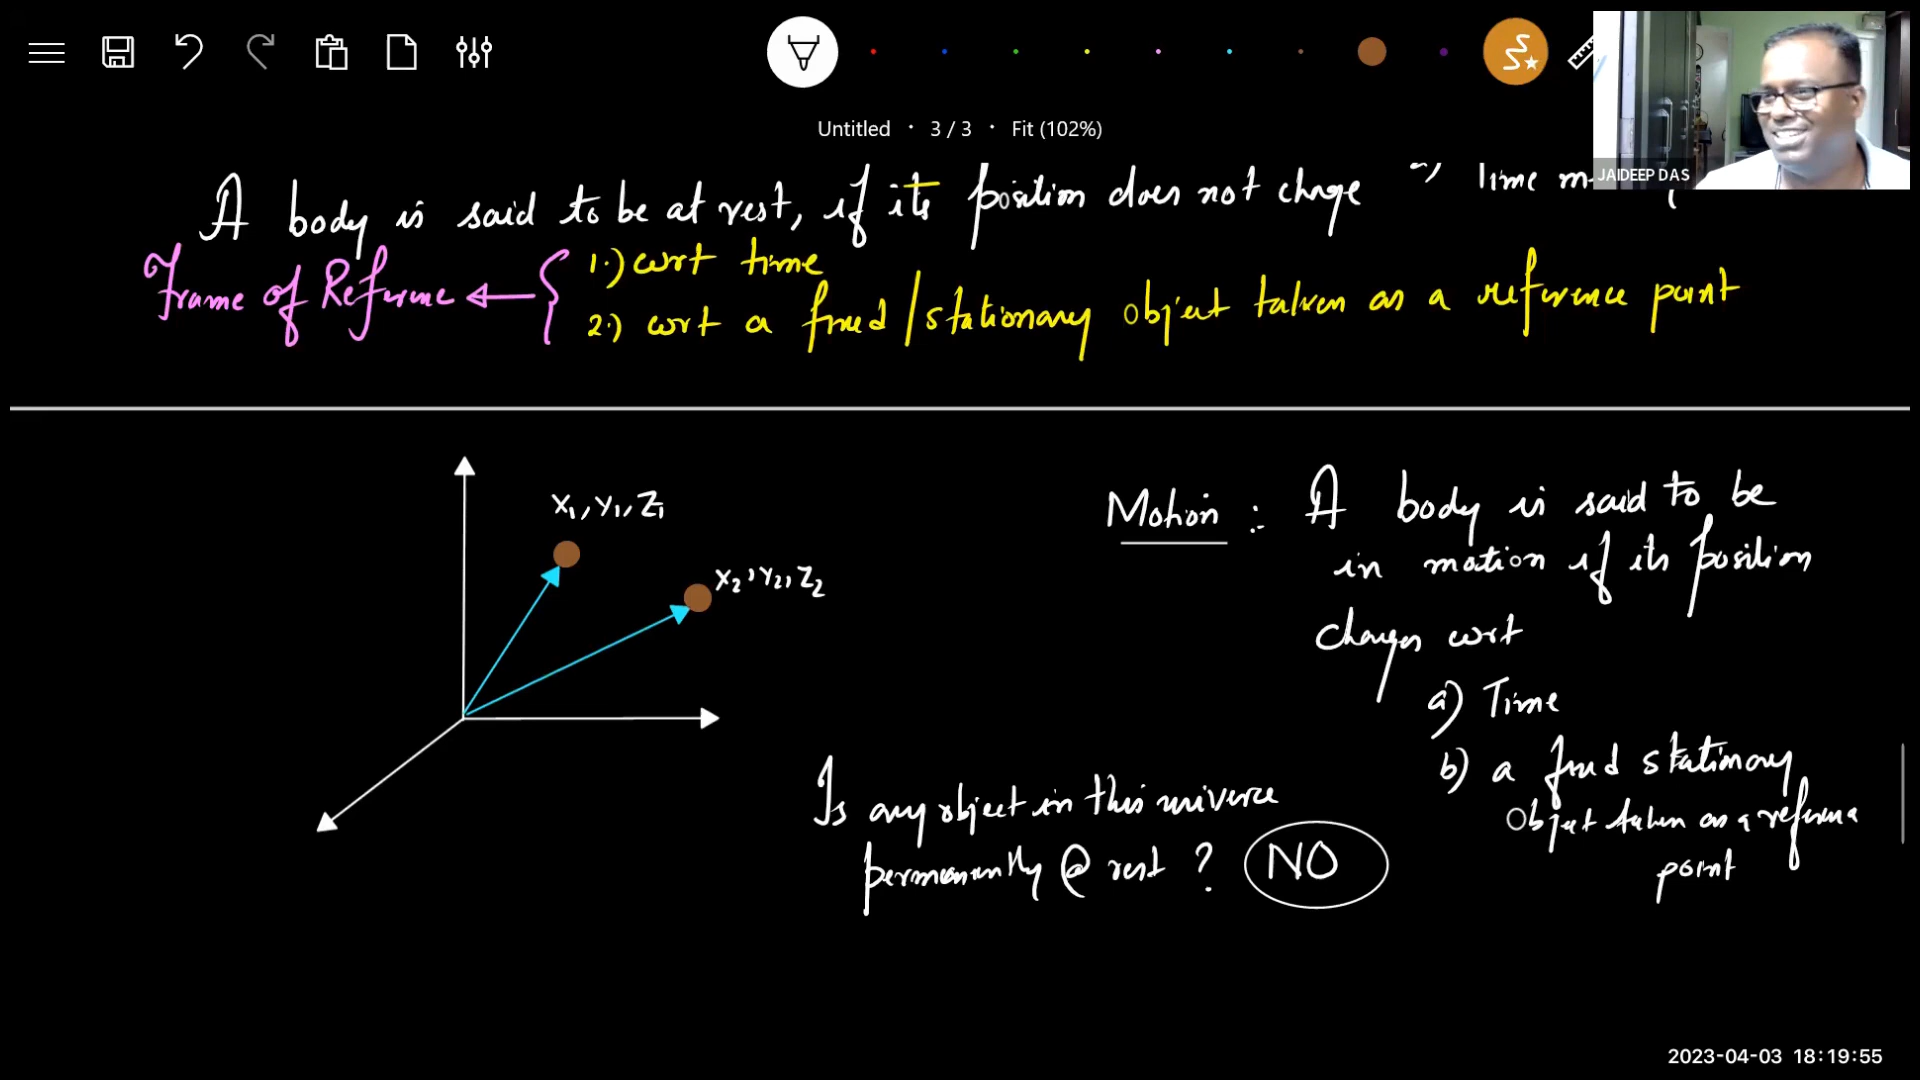 Untitled · 3 / 3 · Fit (102%)
JAIDEEP DAS
A body is said to be at rest, if its position does not change
a) Time
Frame of Reference
1.) wrt time
2.) wrt a fixed / stationary object taken as a reference point
X1, Y1, Z1
X2, Y2, Z2
Motion :- A body is said to be
in motion if its position
changes wrt
a) Time
b) a fixed stationary
object taken as a reference
point
Is any object in this universe
permanently @ rest ? NO
2023-04-03 18:19:55